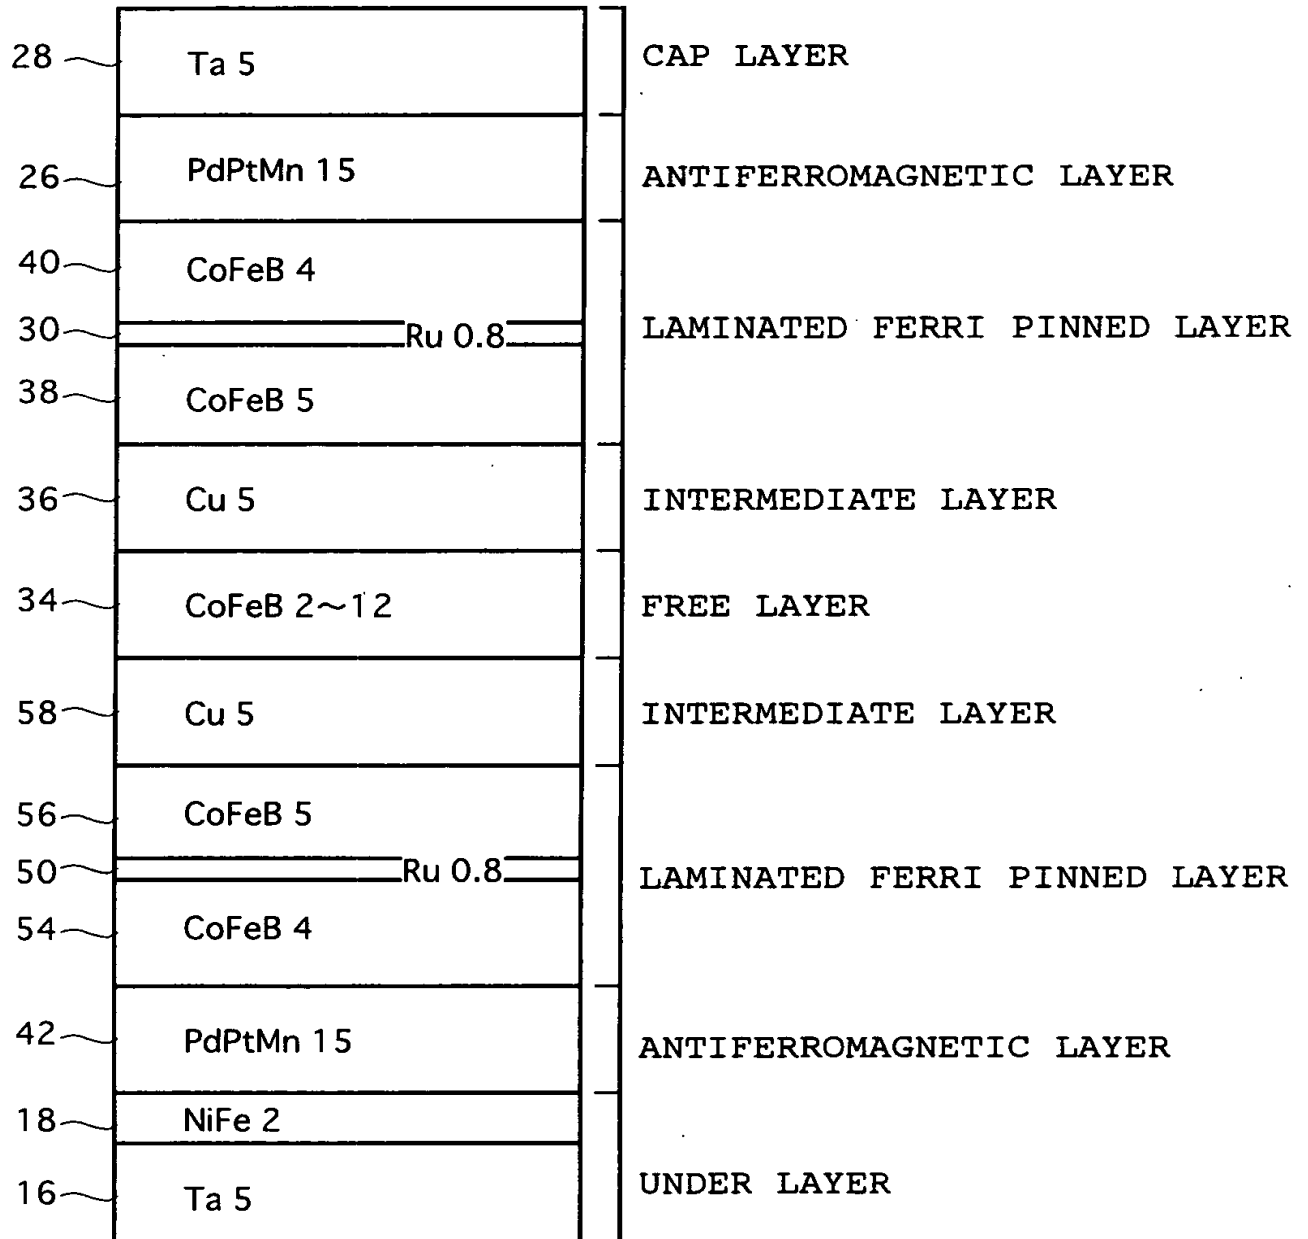 28 Ta 5 CAP LAYER
26 PdPtMn 15 ANTIFERROMAGNETIC LAYER
40 CoFeB 4
30 Ru 0.8 LAMINATED FERRI PINNED LAYER
38 CoFeB 5
36 Cu 5 INTERMEDIATE LAYER
34 CoFeB 2～12 FREE LAYER
58 Cu 5 INTERMEDIATE LAYER
56 CoFeB 5
50 Ru 0.8 LAMINATED FERRI PINNED LAYER
54 CoFeB 4
42 PdPtMn 15 ANTIFERROMAGNETIC LAYER
18 NiFe 2
16 Ta 5 UNDER LAYER